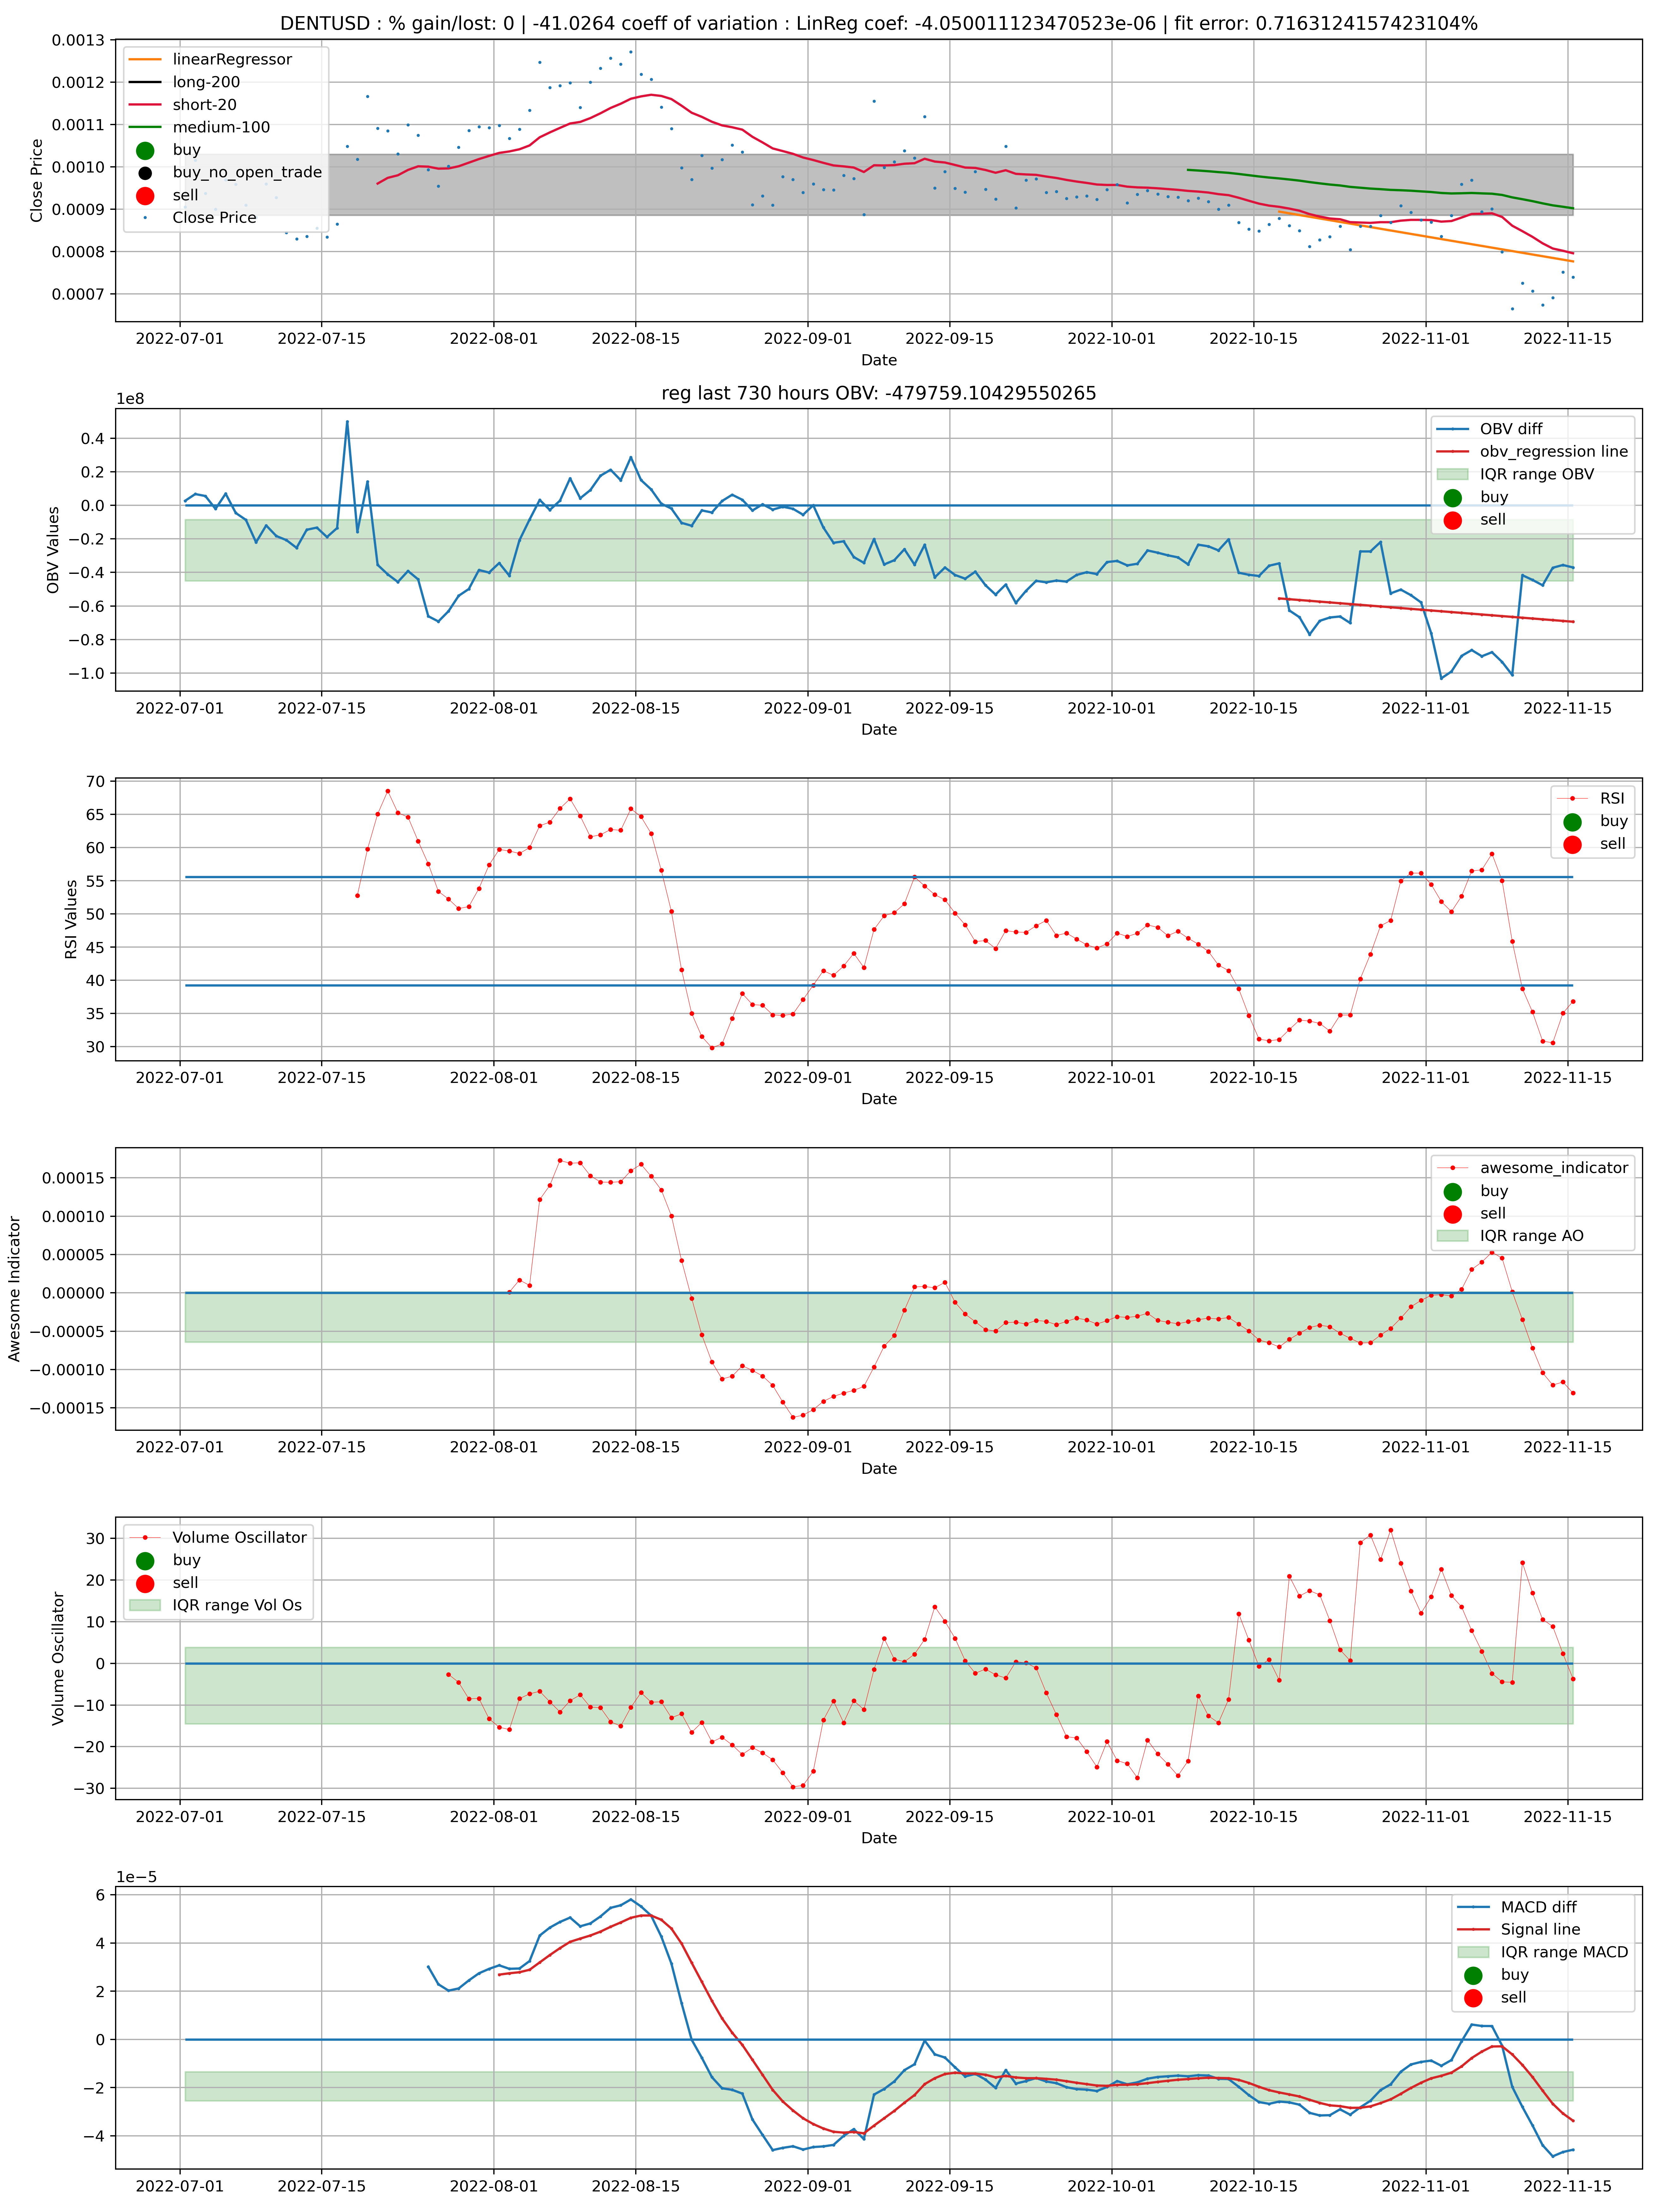 DENTUSD : % gain/lost: 0 | -41.0264 coeff of variation : LinReg coef: -4.050011123470523e-06 | fit error: 0.7163124157423104%
0.0013
0.0012
0.0011
0.0010
0.0009
0.0008
0.0007
Close Price
linearRegressor
long-200
short-20
medium-100
buy
buy_no_open_trade
sell
Close Price
2022-07-01 2022-07-15 2022-08-01 2022-08-15 2022-09-01 2022-09-15 2022-10-01 2022-10-15 2022-11-01 2022-11-15
Date
reg last 730 hours OBV: -479759.10429550265
1e8
0.4
0.2
0.0
−0.2
−0.4
−0.6
−0.8
−1.0
OBV Values
OBV diff
obv_regression line
IQR range OBV
buy
sell
2022-07-01 2022-07-15 2022-08-01 2022-08-15 2022-09-01 2022-09-15 2022-10-01 2022-10-15 2022-11-01 2022-11-15
Date
70
65
60
55
50
45
40
35
30
RSI Values
RSI
buy
sell
2022-07-01 2022-07-15 2022-08-01 2022-08-15 2022-09-01 2022-09-15 2022-10-01 2022-10-15 2022-11-01 2022-11-15
Date
0.00015
0.00010
0.00005
0.00000
−0.00005
−0.00010
−0.00015
Awesome Indicator
awesome_indicator
buy
sell
IQR range AO
2022-07-01 2022-07-15 2022-08-01 2022-08-15 2022-09-01 2022-09-15 2022-10-01 2022-10-15 2022-11-01 2022-11-15
Date
30
20
10
0
−10
−20
−30
Volume Oscillator
Volume Oscillator
buy
sell
IQR range Vol Os
2022-07-01 2022-07-15 2022-08-01 2022-08-15 2022-09-01 2022-09-15 2022-10-01 2022-10-15 2022-11-01 2022-11-15
Date
1e−5
6
4
2
0
−2
−4
MACD diff
Signal line
IQR range MACD
buy
sell
2022-07-01 2022-07-15 2022-08-01 2022-08-15 2022-09-01 2022-09-15 2022-10-01 2022-10-15 2022-11-01 2022-11-15